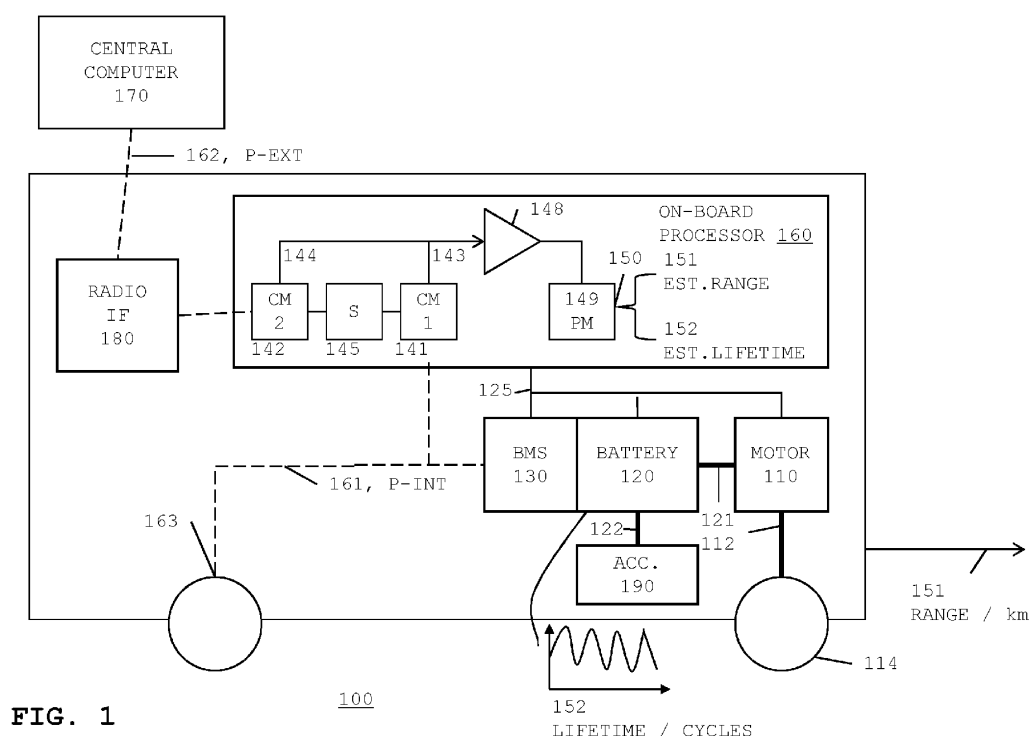 CENTRAL
COMPUTER
170
162, P-EXT
148
ON-BOARD
PROCESSOR 160
144
143
150
151
EST.RANGE
RADIO
IF
180
CM
2
S
CM
1
149
PM
142
145
141
152
EST.LIFETIME
125
BMS
130
BATTERY
120
MOTOR
110
161, P-INT
163
122
121
112
ACC.
190
151
RANGE / km
114
152
LIFETIME / CYCLES
100
FIG. 1